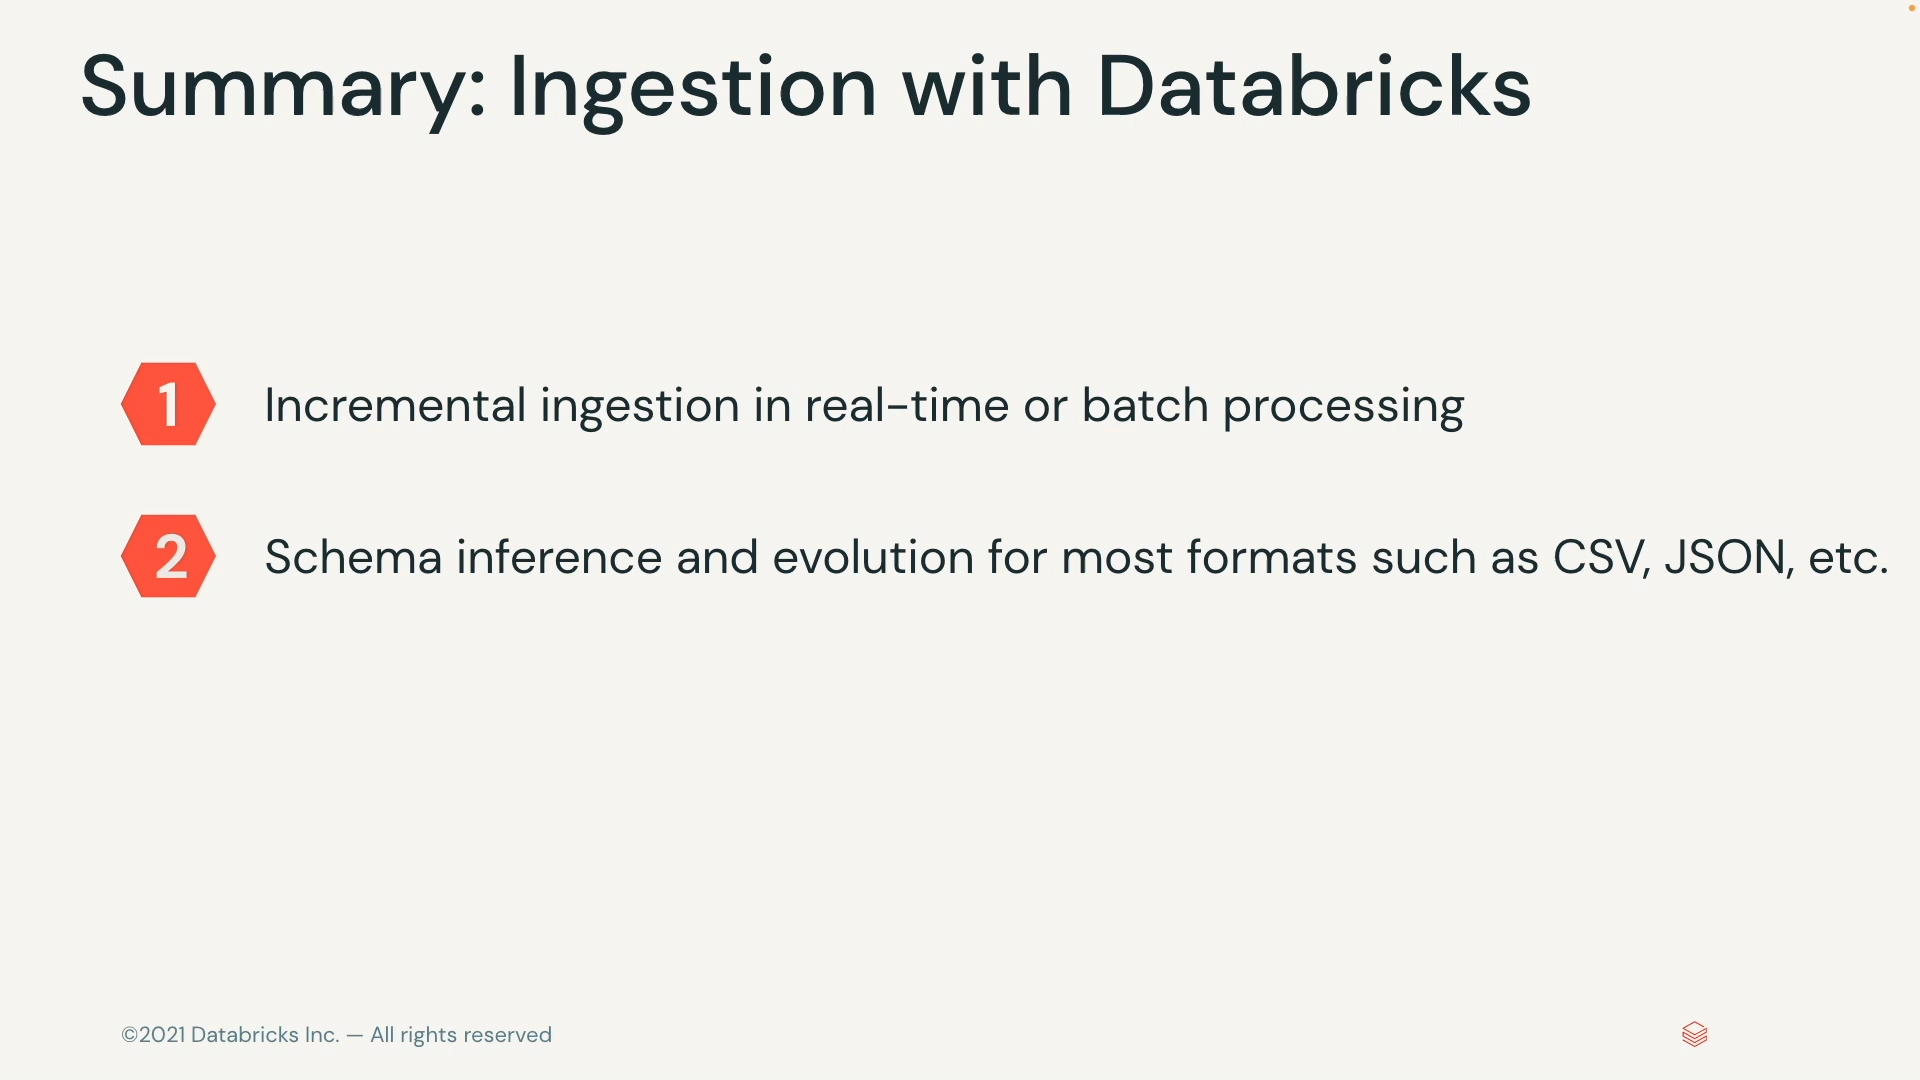 Summary: Ingestion with Databricks
1 Incremental ingestion in real-time or batch processing
2 Schema inference and evolution for most formats such as CSV, JSON, etc.
©2021 Databricks Inc. — All rights reserved